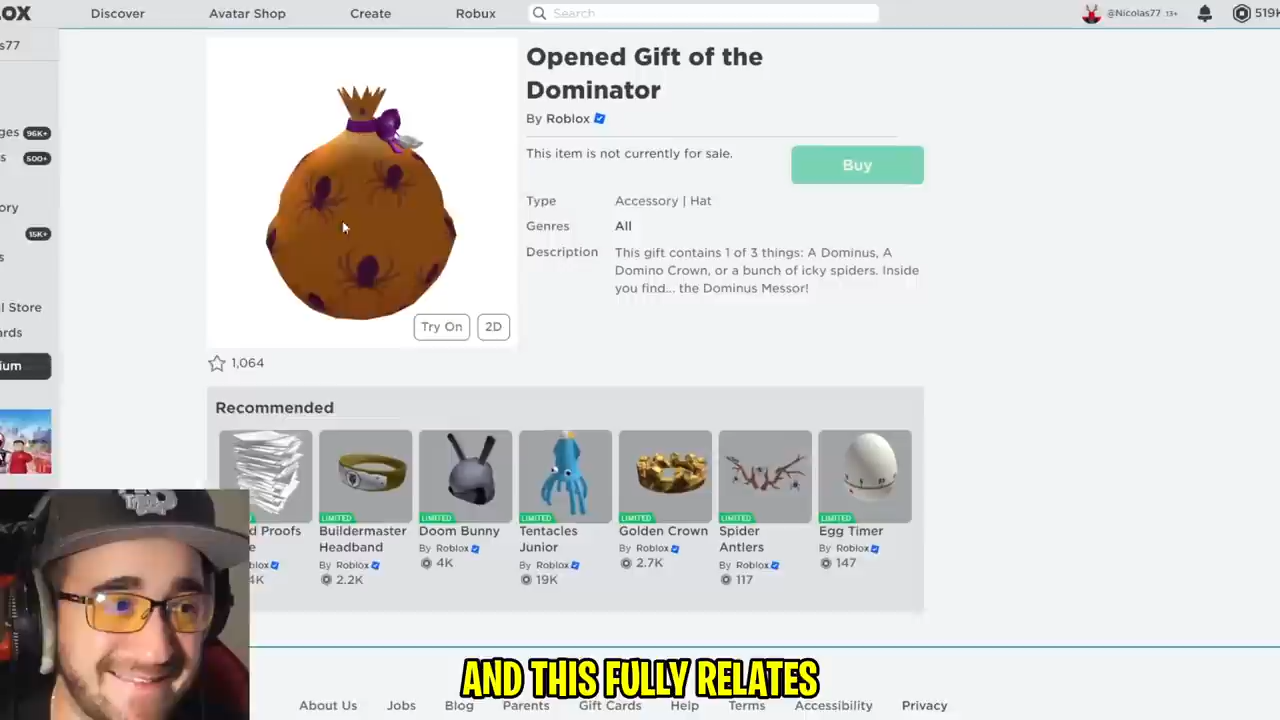 OX Discover Avatar Shop Create Robux Search @Nicolas77 13+ 519K
s77
ges 96K+
s 500+
ory
15K+
s
l Store
rds
ium
Opened Gift of the
Dominator
By Roblox
This item is not currently for sale.
Buy
Type Accessory | Hat
Genres All
Description This gift contains 1 of 3 things: A Dominus, A
Domino Crown, or a bunch of icky spiders. Inside
you find... the Dominus Messor!
Try On 2D
1,064
Recommended
LIMITED LIMITED LIMITED LIMITED LIMITED LIMITED
d Proofs
e
blox
4K
Buildermaster
Headband
By Roblox
2.2K
Doom Bunny
By Roblox
4K
Tentacles
Junior
By Roblox
19K
Golden Crown
By Roblox
2.7K
Spider
Antlers
By Roblox
117
Egg Timer
By Roblox
147
AND THIS FULLY RELATES
About Us Jobs Blog Parents Gift Cards Help Terms Accessibility Privacy